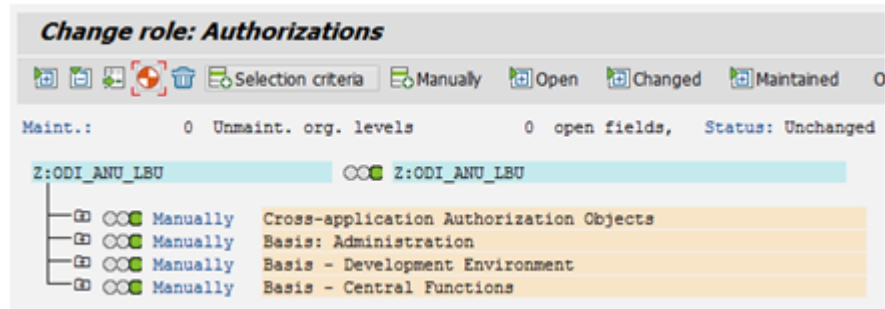 Change role: Authorizations
Selection criteria Manually Open Changed Maintained O
Maint.: 0 Unmaint. org. levels 0 open fields, Status: Unchanged
Z:ODI_ANU_LBU Z:ODI_ANU_LBU
Manually Cross-application Authorization Objects
Manually Basis: Administration
Manually Basis - Development Environment
Manually Basis - Central Functions